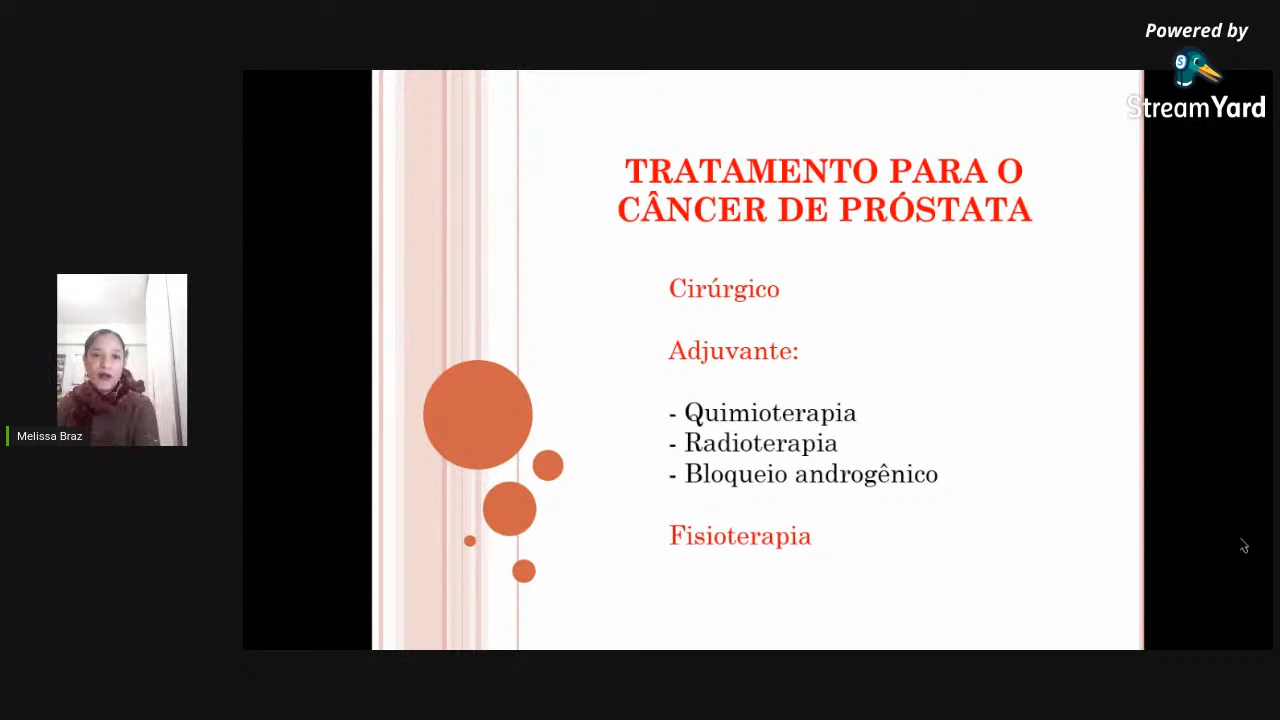 Powered by
StreamYard
TRATAMENTO PARA O
CÂNCER DE PRÓSTATA
Cirúrgico
Adjuvante:
- Quimioterapia
- Radioterapia
- Bloqueio androgênico
Fisioterapia
Melissa Braz